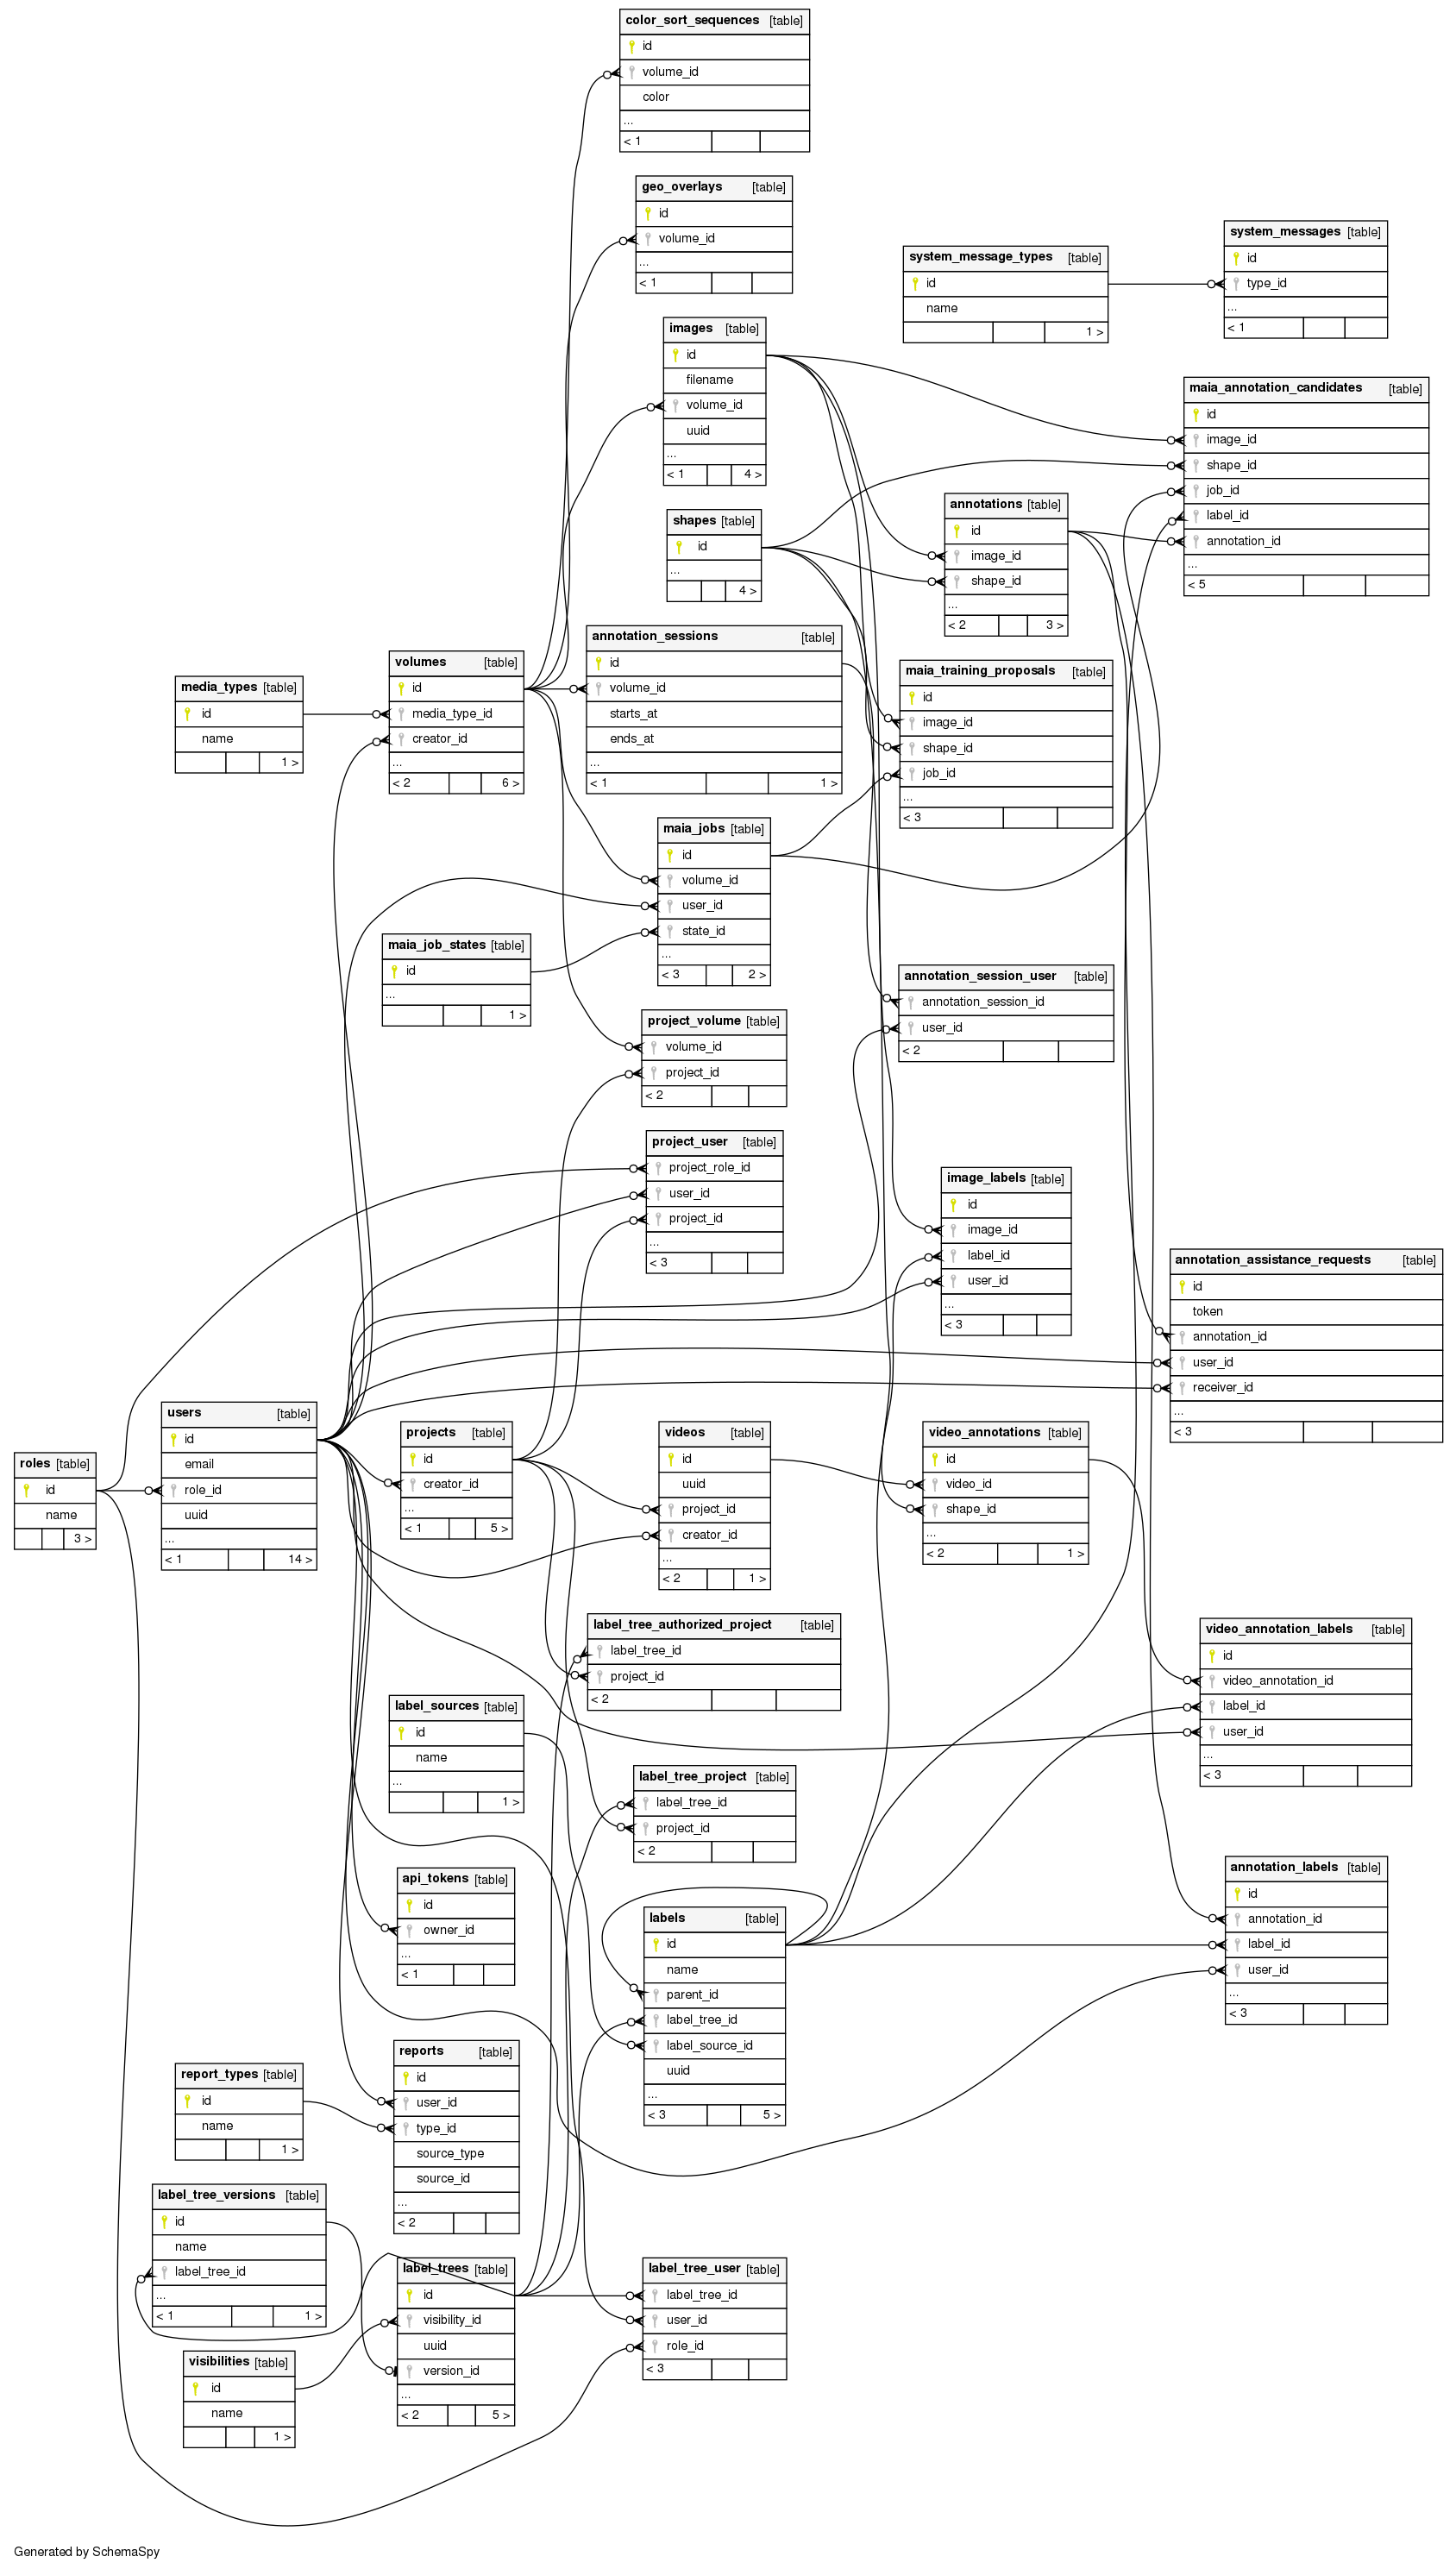 color_sort_sequences [table]
id
volume_id
color
...
< 1
geo_overlays [table]
id
volume_id
...
< 1
system_message_types [table]
id
name
1 >
system_messages [table]
id
type_id
...
< 1
images [table]
id
filename
volume_id
uuid
...
< 1 4 >
maia_annotation_candidates [table]
id
image_id
shape_id
job_id
label_id
annotation_id
...
< 5
shapes [table]
id
...
4 >
annotations [table]
id
image_id
shape_id
...
< 2 3 >
media_types [table]
id
name
1 >
volumes [table]
id
media_type_id
creator_id
...
< 2 6 >
annotation_sessions [table]
id
volume_id
starts_at
ends_at
...
< 1 1 >
maia_training_proposals [table]
id
image_id
shape_id
job_id
...
< 3
maia_jobs [table]
id
volume_id
user_id
state_id
...
< 3 2 >
maia_job_states [table]
id
...
1 >
annotation_session_user [table]
annotation_session_id
user_id
< 2
project_volume [table]
volume_id
project_id
< 2
project_user [table]
project_role_id
user_id
project_id
...
< 3
image_labels [table]
id
image_id
label_id
user_id
...
< 3
annotation_assistance_requests [table]
id
token
annotation_id
user_id
receiver_id
...
< 3
roles [table]
id
name
3 >
users [table]
id
email
role_id
uuid
...
< 1 14 >
projects [table]
id
creator_id
...
< 1 5 >
videos [table]
id
uuid
project_id
creator_id
...
< 2 1 >
video_annotations [table]
id
video_id
shape_id
...
< 2 1 >
label_tree_authorized_project [table]
label_tree_id
project_id
< 2
video_annotation_labels [table]
id
video_annotation_id
label_id
user_id
...
< 3
label_sources [table]
id
name
...
1 >
label_tree_project [table]
label_tree_id
project_id
< 2
api_tokens [table]
id
owner_id
...
< 1
labels [table]
id
name
parent_id
label_tree_id
label_source_id
uuid
...
< 3 5 >
annotation_labels [table]
id
annotation_id
label_id
user_id
...
< 3
report_types [table]
id
name
1 >
reports [table]
id
user_id
type_id
source_type
source_id
...
< 2
label_tree_versions [table]
id
name
label_tree_id
...
< 1 1 >
label_trees [table]
id
visibility_id
uuid
version_id
...
< 2 5 >
label_tree_user [table]
label_tree_id
user_id
role_id
< 3
visibilities [table]
id
name
1 >
Generated by SchemaSpy